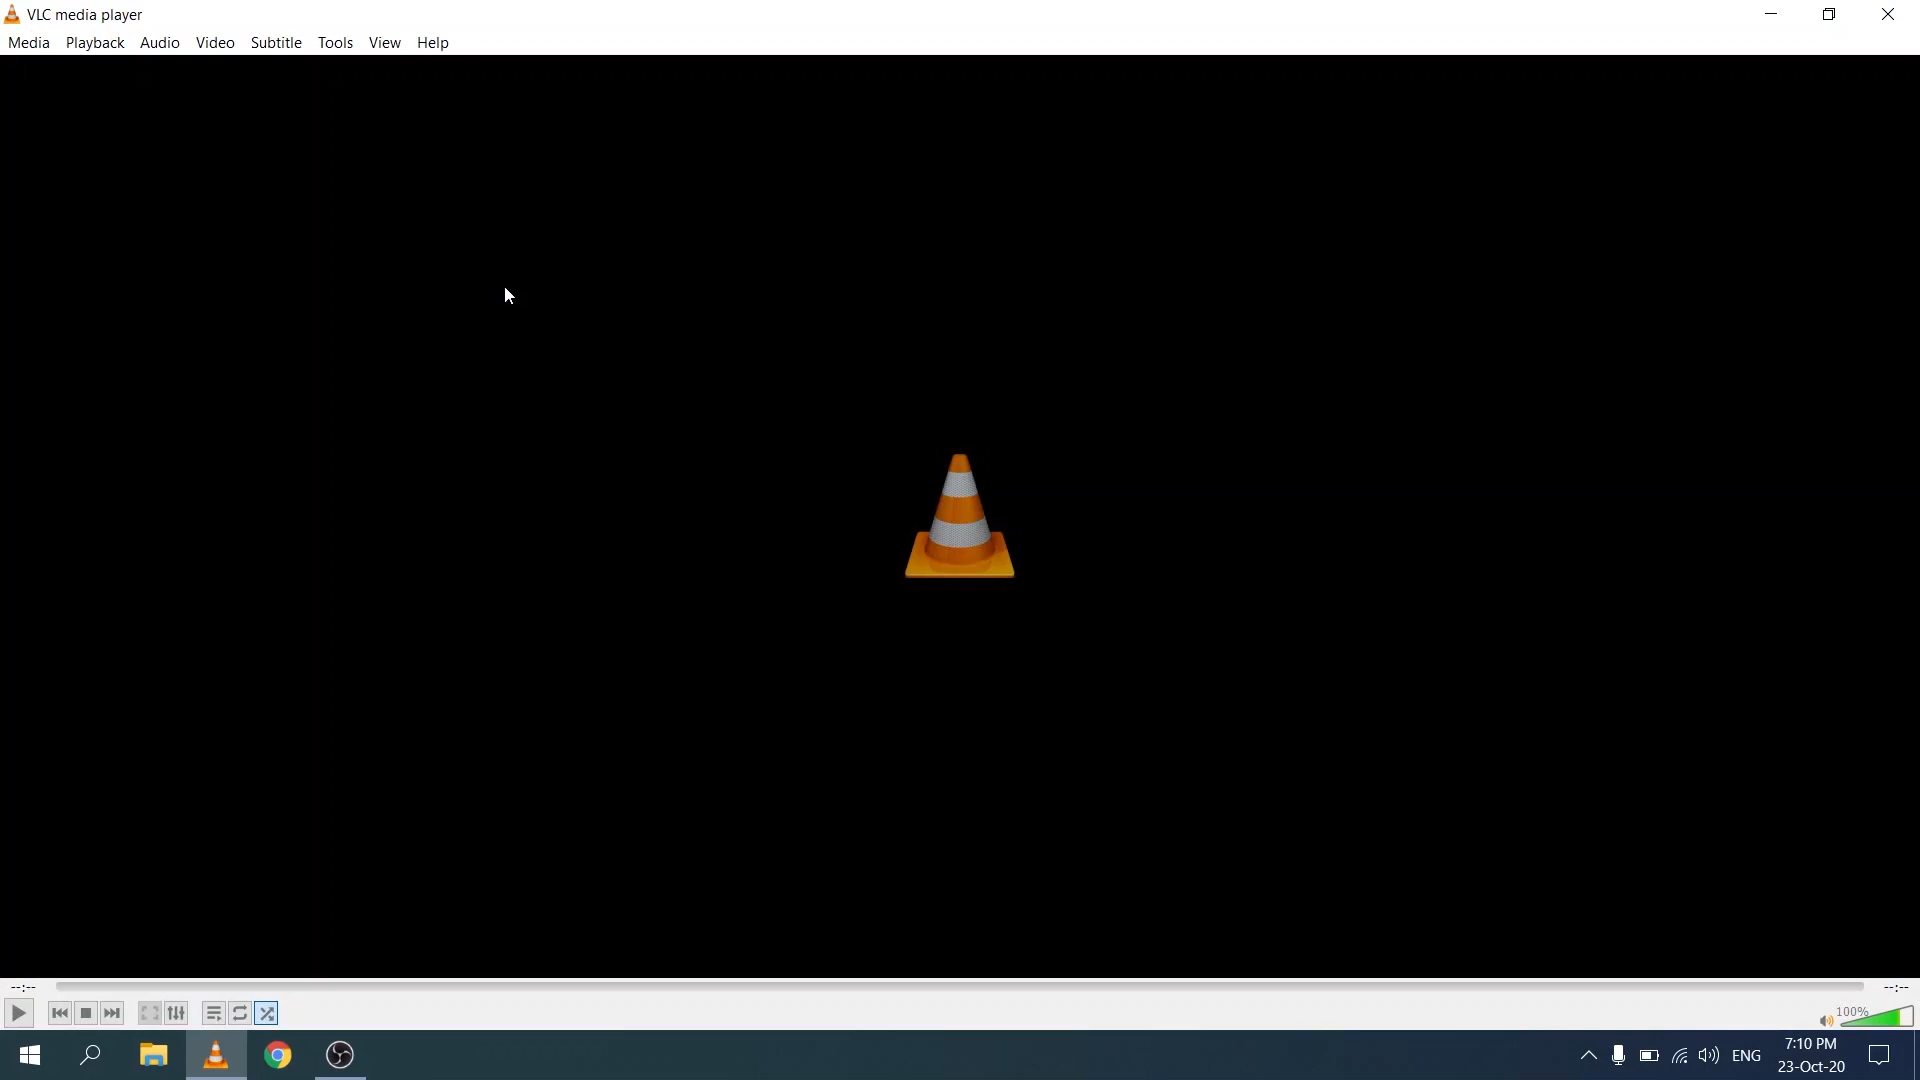 VLC media player
Media Playback Audio Video Subtitle Tools View Help
--:-- --:--
100%
ENG
7:10 PM
23-Oct-20